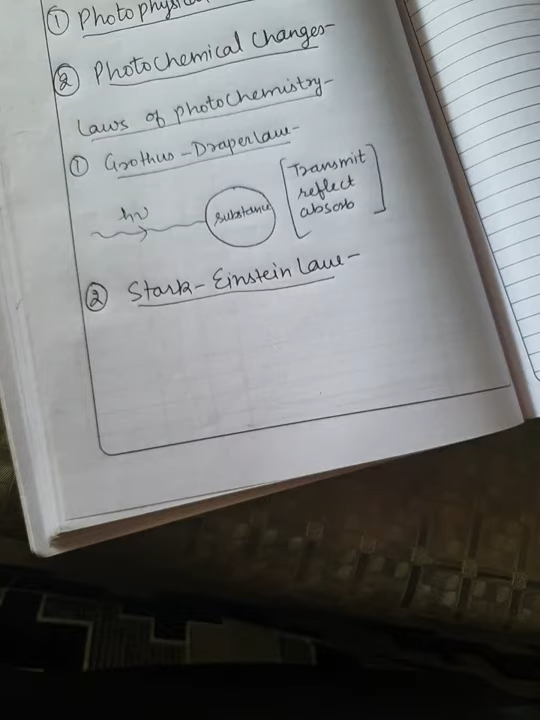 ① Photophysical
② Photochemical Changes-
Laws of photochemistry-
① Grothus-Draper law-
hν
substance
[Transmit
reflect
absorb]
② Stark-Einstein law-